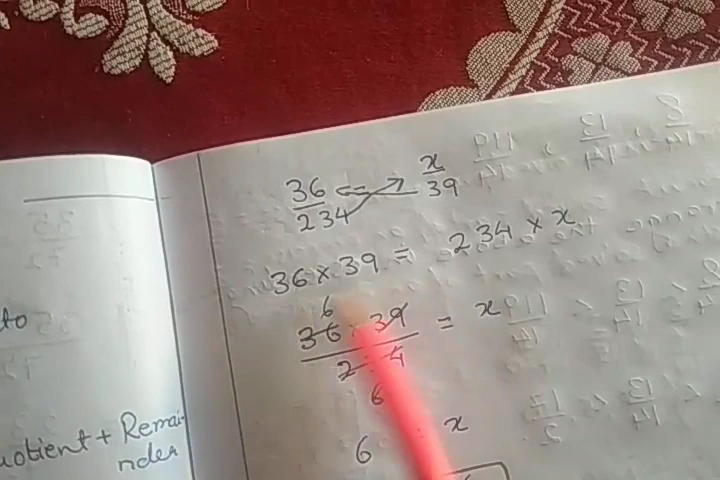 36/234 = x/39
36 × 39 = 234 × x
6
36 39 / 234 = x
6
6 x
to
uotient + Remai-
nder